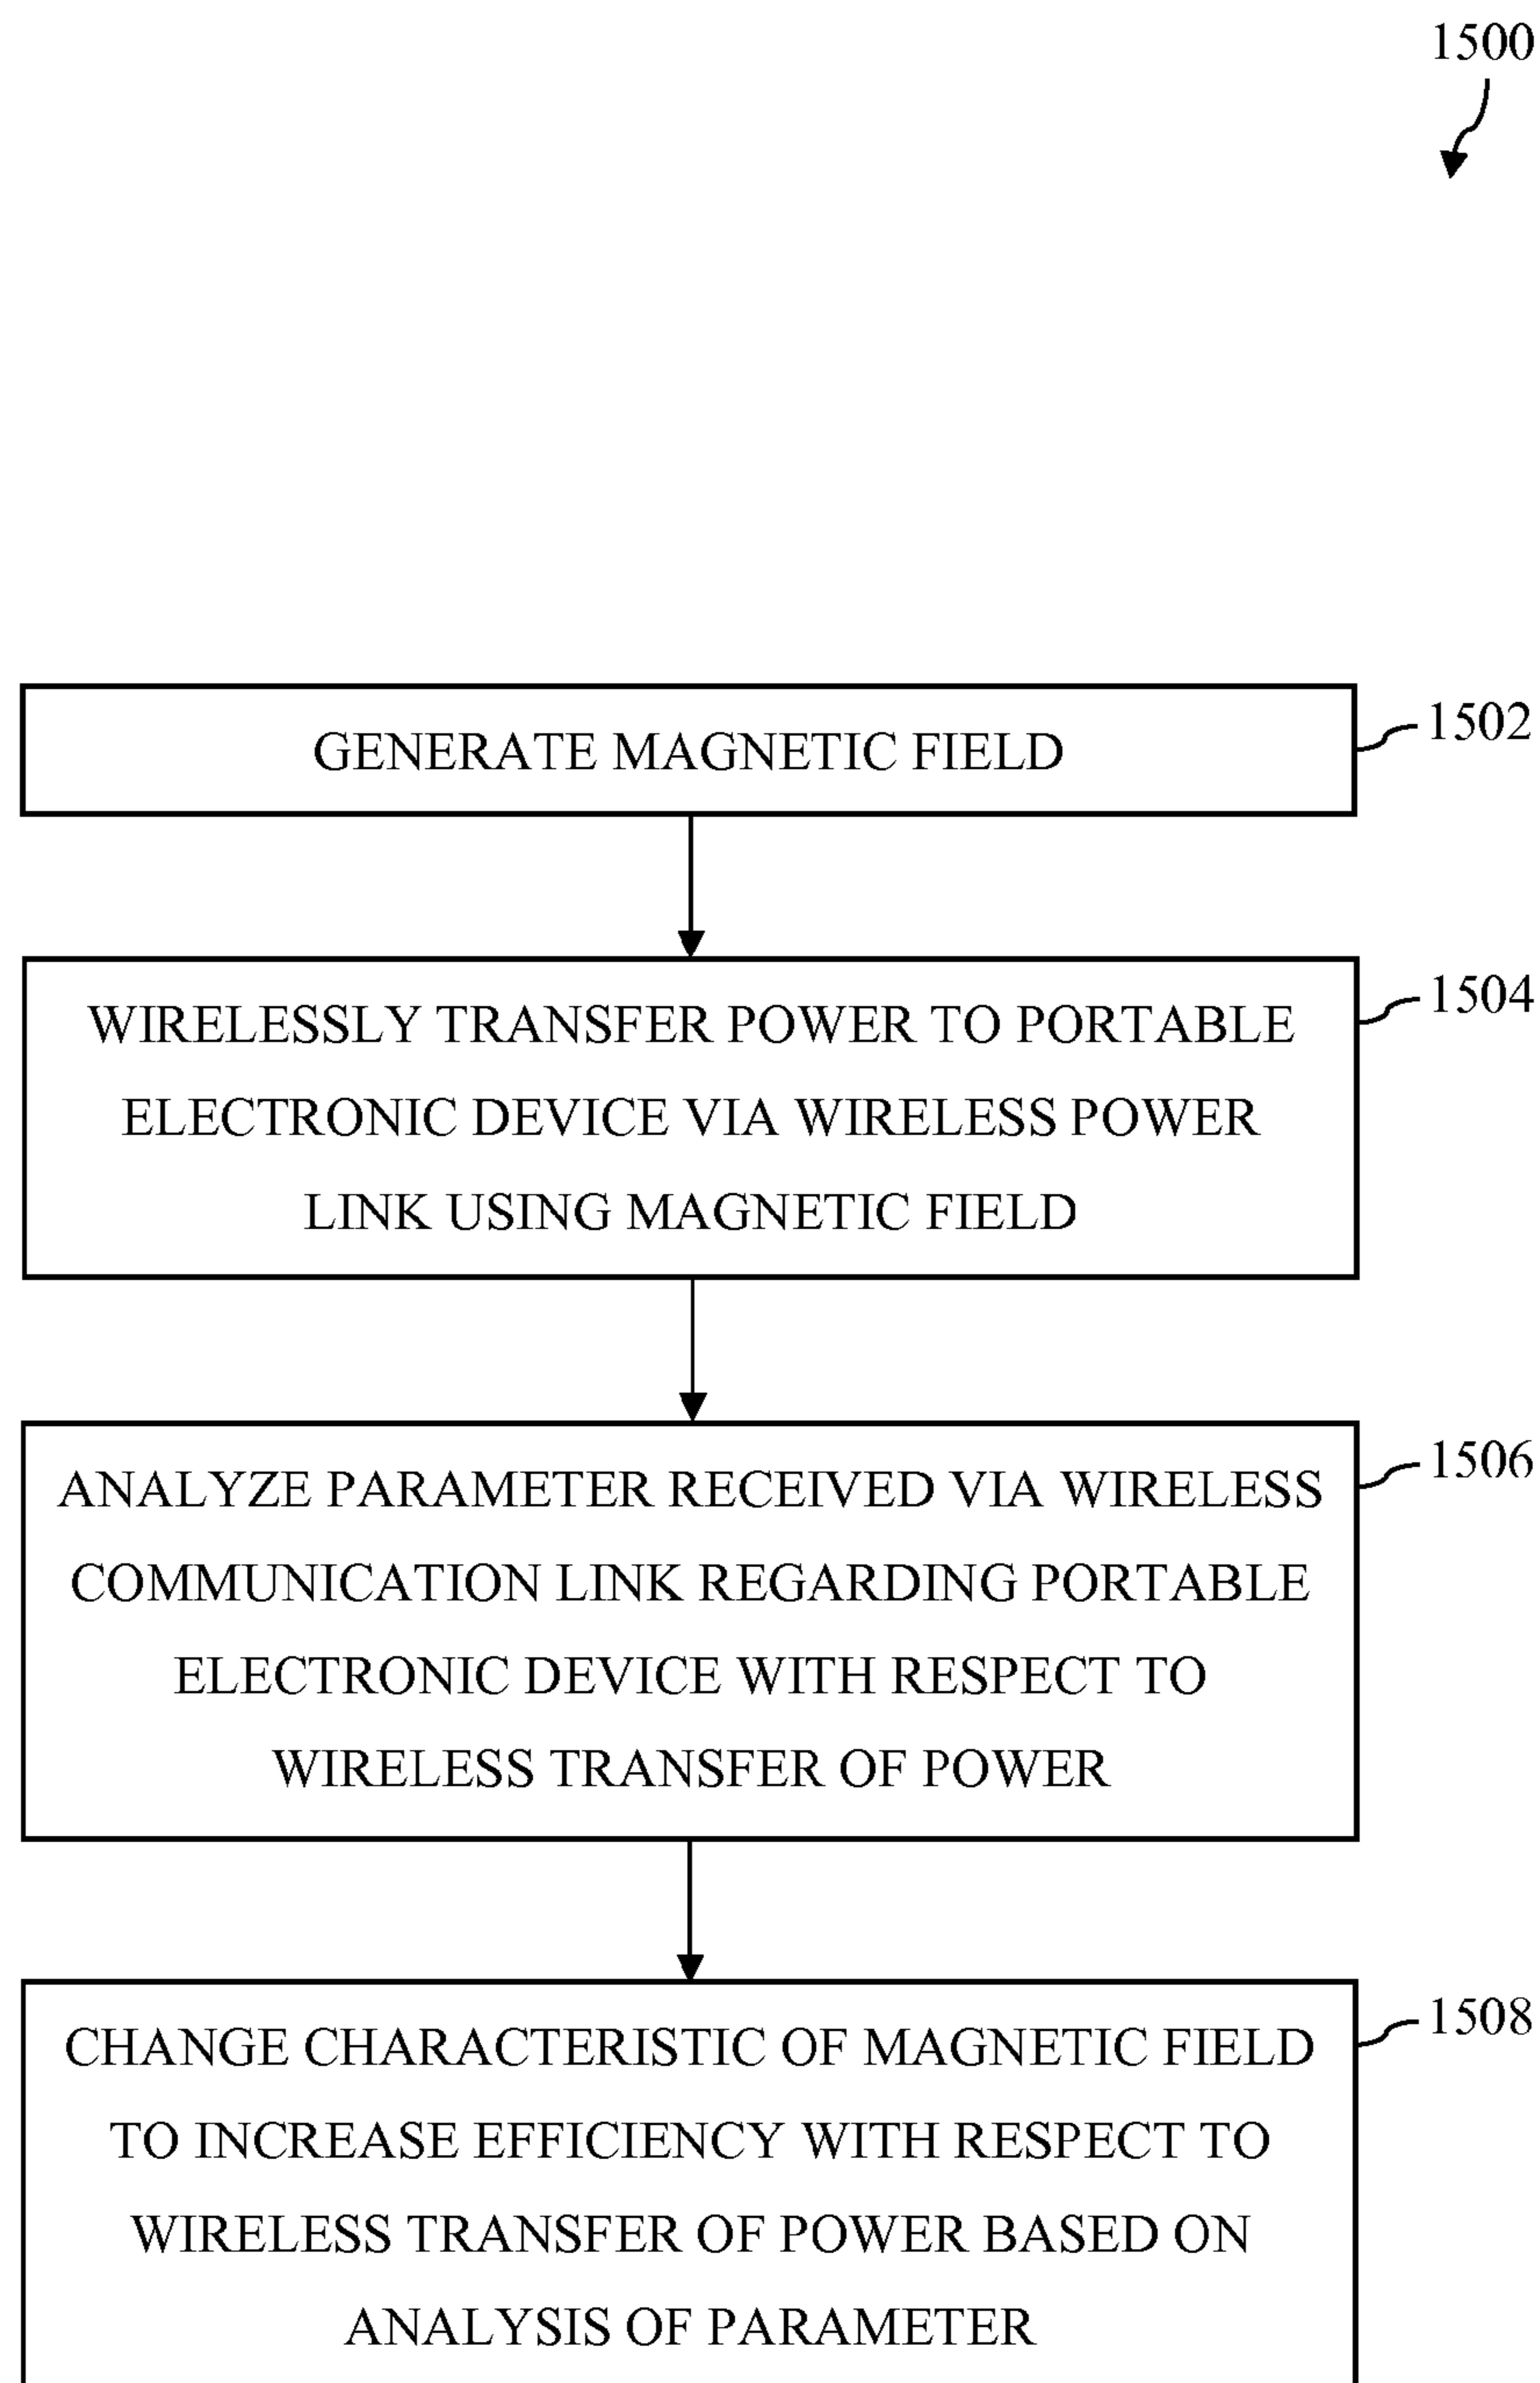 1500
GENERATE MAGNETIC FIELD
1502
WIRELESSLY TRANSFER POWER TO PORTABLE
ELECTRONIC DEVICE VIA WIRELESS POWER
LINK USING MAGNETIC FIELD
1504
ANALYZE PARAMETER RECEIVED VIA WIRELESS
COMMUNICATION LINK REGARDING PORTABLE
ELECTRONIC DEVICE WITH RESPECT TO
WIRELESS TRANSFER OF POWER
1506
CHANGE CHARACTERISTIC OF MAGNETIC FIELD
TO INCREASE EFFICIENCY WITH RESPECT TO
WIRELESS TRANSFER OF POWER BASED ON
ANALYSIS OF PARAMETER
1508